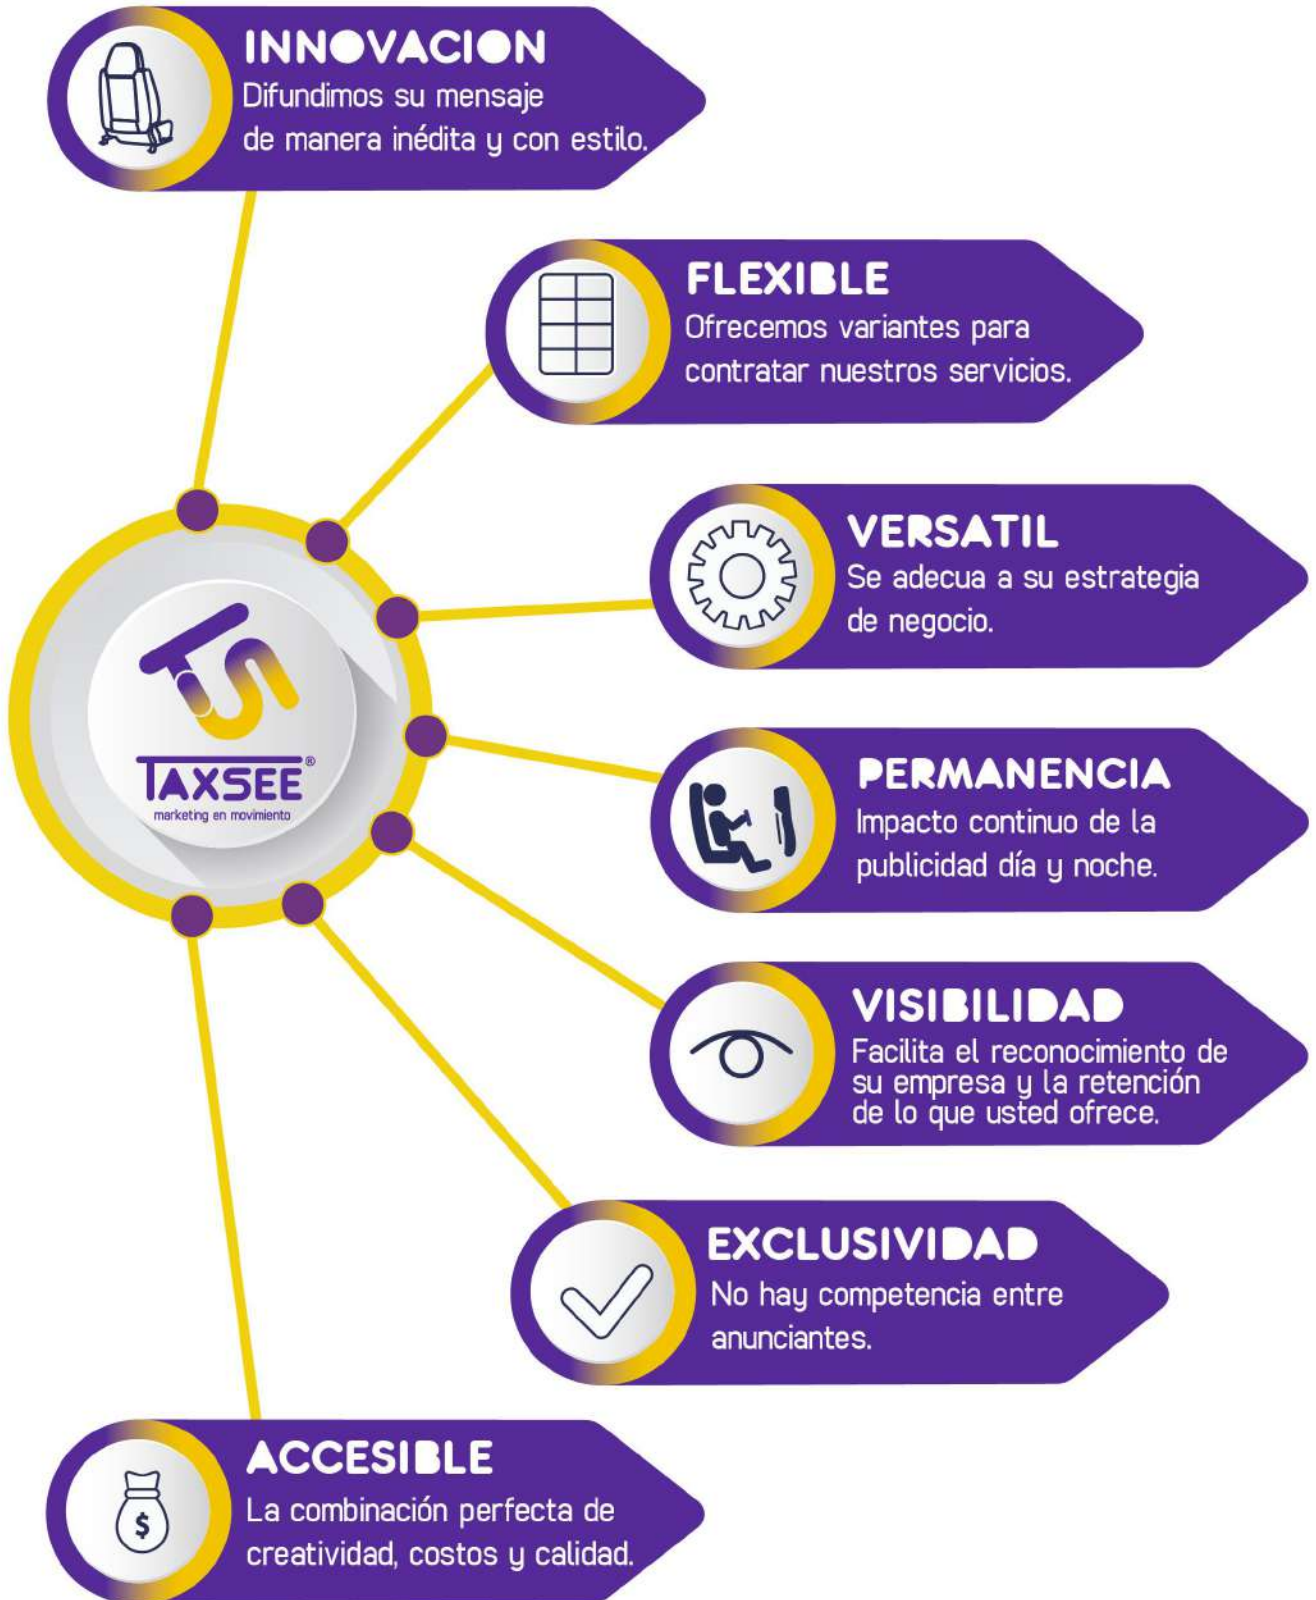 INNOVACION
Difundimos su mensaje
de manera inédita y con estilo.
FLEXIBLE
Ofrecemos variantes para
contratar nuestros servicios.
VERSATIL
Se adecua a su estrategia
de negocio.
TS
TAXSEE®
marketing en movimiento
PERMANENCIA
Impacto continuo de la
publicidad día y noche.
VISIBILIDAD
Facilita el reconocimiento de
su empresa y la retención
de lo que usted ofrece.
EXCLUSIVIDAD
No hay competencia entre
anunciantes.
$
ACCESIBLE
La combinación perfecta de
creatividad, costos y calidad.